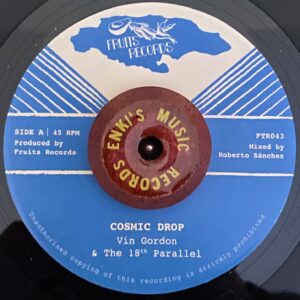 FRUITS
RECORDS
SIDE A | 45 RPM
Produced by
Fruits Records
FTR043
Mixed by
Roberto Sánchez
ENKI'S MUSIC
RECORDS
COSMIC DROP
Vin Gordon
& The 18th Parallel
Unauthorised copying of this recording is strictly prohibited